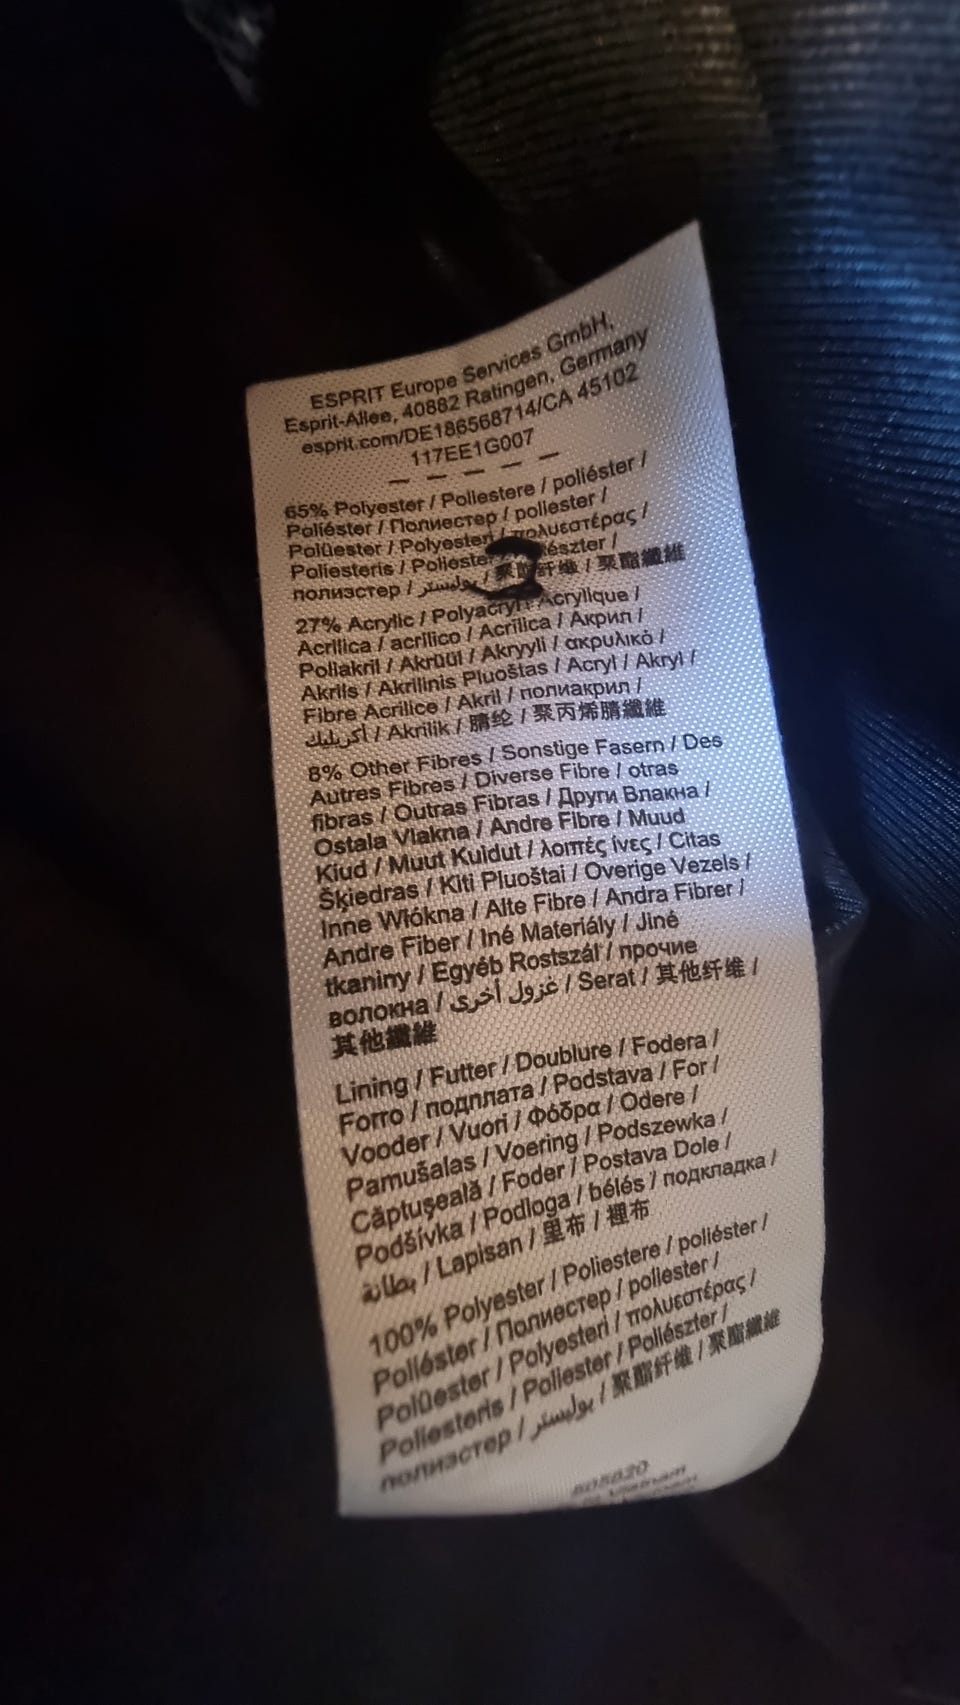 ESPRIT Europe Services GmbH,
Esprit-Allee, 40882 Ratingen, Germany
esprit.com/DE186568714/CA 45102
117EE1G007
65% Polyester / Poliestere / poliéster /
Poliéster / Полиестер / poliester /
Polüester / Polyesteri / πολυεστέρας /
Poliesteris / Poliester /
полиэстер / بوليستر / 聚酯纤维 / 聚酯纖維
27% Acrylic / Polyacryl / Acrylique /
Acrilica / acrílico / Acrílica / Акрил /
Poliakril / Akrüül / Akryyli / ακρυλικό /
Akrils / Akrilinis Pluoštas / Acryl / Akryl /
Fibre Acrilice / Akril / полиакрил /
أكريليك / Akrilik / 腈纶 / 聚丙烯腈纖維
8% Other Fibres / Sonstige Fasern / Des
Autres Fibres / Diverse Fibre / otras
fibras / Outras Fibras / Други Влакна /
Ostala Vlakna / Andre Fibre / Muud
Kiud / Muut Kuidut / λοιπές ίνες / Citas
Šķiedras / Kiti Pluoštai / Overige Vezels /
Inne Włókna / Alte Fibre / Andra Fibrer /
Andre Fiber / Iné Materiály / Jiné
tkaniny / Egyéb Rostszál / прочие
волокна / غزول أخرى / Serat / 其他纤维 /
其他纖維
Lining / Futter / Doublure / Fodera /
Forro / подплата / Podstava / For /
Vooder / Vuori / Φόδρα / Odere /
Pamušalas / Voering / Podszewka /
Căptuşeală / Foder / Postava Dole /
Podšívka / Podloga / bélés / подкладка /
بطانة / Lapisan / 里布 / 裡布
100% Polyester / Poliestere / poliéster /
Poliéster / Полиестер / poliester /
Polüester / Polyesteri / πολυεστέρας /
Poliesteris / Poliester / Poliészter /
полиэстер / بوليستر / 聚酯纤维 / 聚酯纖維